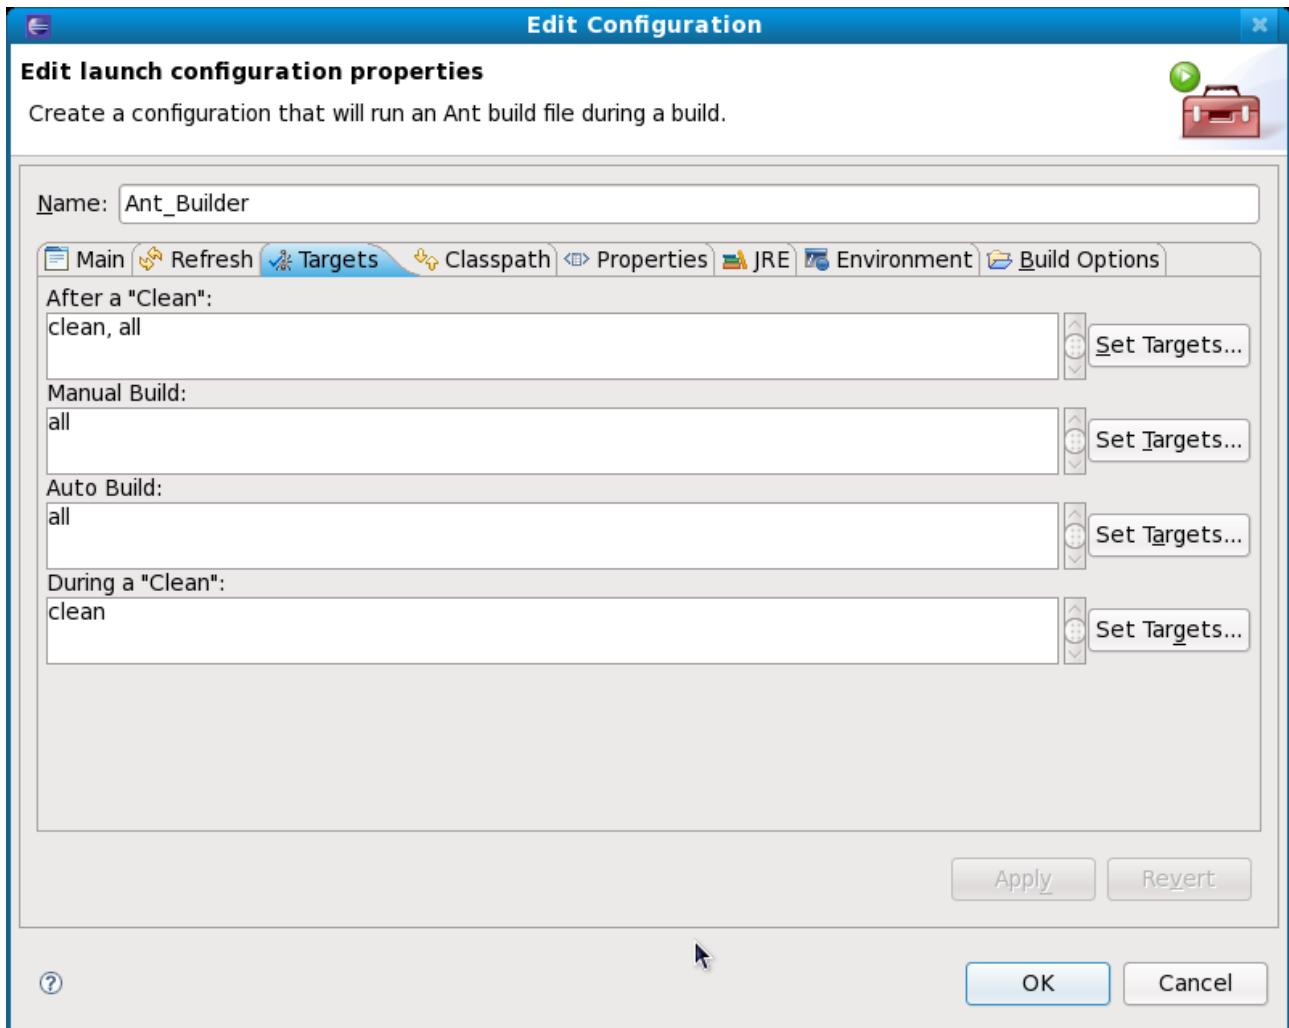 Edit Configuration
Edit launch configuration properties
Create a configuration that will run an Ant build file during a build.
Name: Ant_Builder
Main Refresh Targets Classpath Properties JRE Environment Build Options
After a "Clean":
clean, all
Set Targets...
Manual Build:
all
Set Targets...
Auto Build:
all
Set Targets...
During a "Clean":
clean
Set Targets...
Apply Revert
OK Cancel